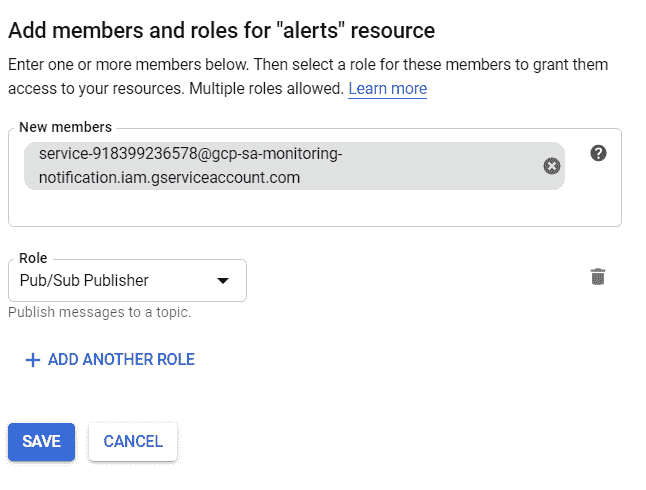 Add members and roles for "alerts" resource
Enter one or more members below. Then select a role for these members to grant them
access to your resources. Multiple roles allowed. Learn more
New members
service-918399236578@gcp-sa-monitoring-
notification.iam.gserviceaccount.com
Role
Pub/Sub Publisher
Publish messages to a topic.
ADD ANOTHER ROLE
SAVE CANCEL